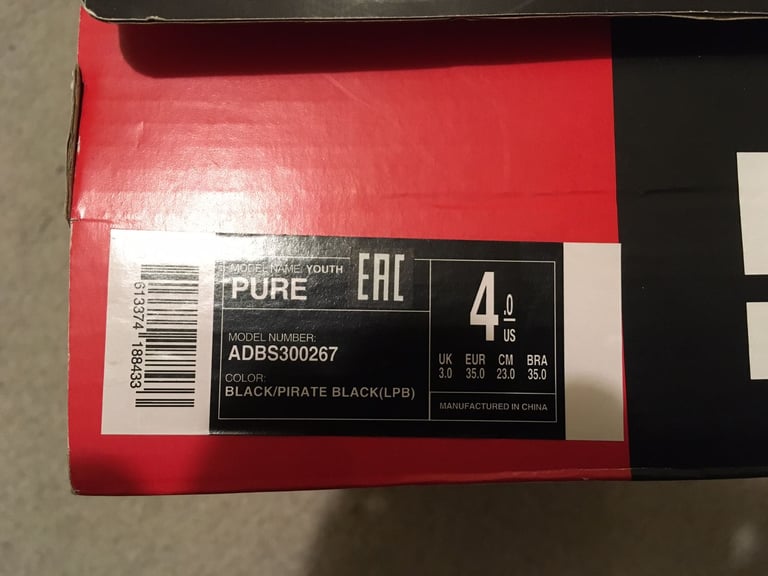 613374 188433
MODEL NAME: YOUTH
PURE
EAC
MODEL NUMBER:
ADBS300267
COLOR:
BLACK/PIRATE BLACK(LPB)
4.0
US
UK EUR CM BRA
3.0 35.0 23.0 35.0
MANUFACTURED IN CHINA